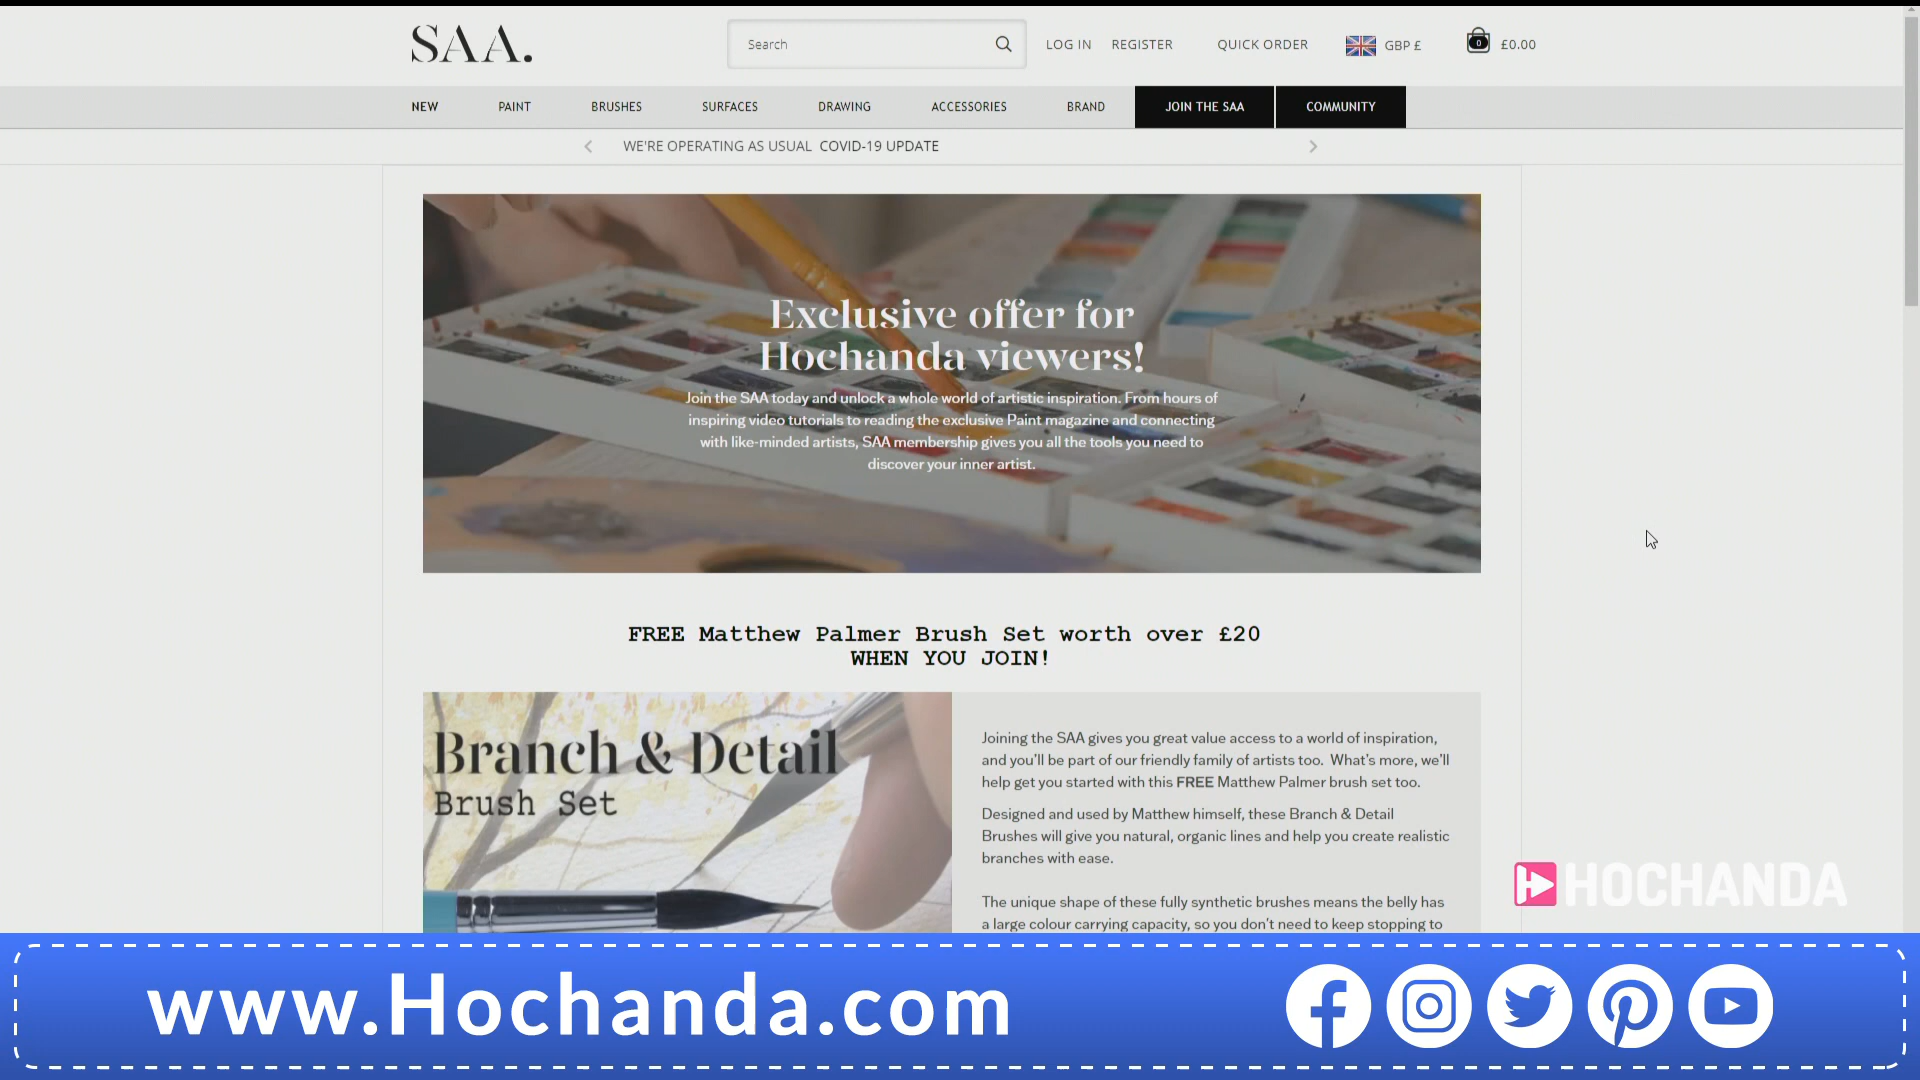 SAA.
Search
LOG IN
REGISTER
QUICK ORDER
GBP £
0
£0.00
NEW
PAINT
BRUSHES
SURFACES
DRAWING
ACCESSORIES
BRAND
JOIN THE SAA
COMMUNITY
WE'RE OPERATING AS USUAL COVID-19 UPDATE
Exclusive offer for
Hochanda viewers!
Join the SAA today and unlock a whole world of artistic inspiration. From hours of
inspiring video tutorials to reading the exclusive Paint magazine and connecting
with like-minded artists, SAA membership gives you all the tools you need to
discover your inner artist.
FREE Matthew Palmer Brush Set worth over £20
WHEN YOU JOIN!
Branch & Detail
Brush Set
Joining the SAA gives you great value access to a world of inspiration,
and you'll be part of our friendly family of artists too. What's more, we'll
help get you started with this FREE Matthew Palmer brush set too.
Designed and used by Matthew himself, these Branch & Detail
Brushes will give you natural, organic lines and help you create realistic
branches with ease.
The unique shape of these fully synthetic brushes means the belly has
a large colour carrying capacity, so you don't need to keep stopping to
HOCHANDA
www.Hochanda.com